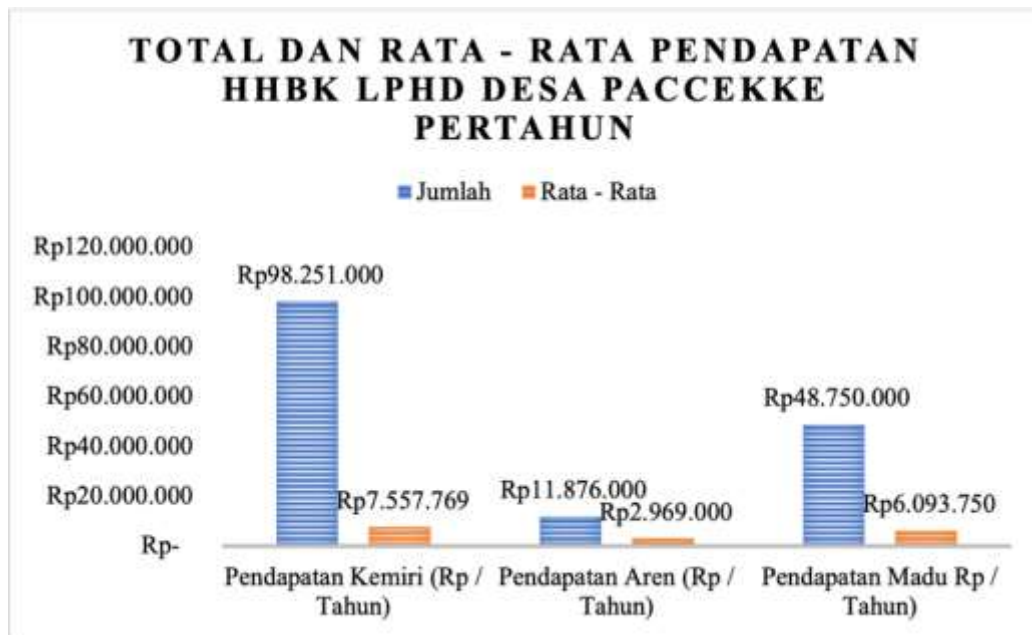 TOTAL DAN RATA - RATA PENDAPATAN
HHBK LPHD DESA PACCEKKE
PERTAHUN
Jumlah
Rata - Rata
Rp120.000.000
Rp100.000.000
Rp80.000.000
Rp60.000.000
Rp40.000.000
Rp20.000.000
Rp-
Rp98.251.000
Rp7.557.769
Rp11.876.000
Rp2.969.000
Rp48.750.000
Rp6.093.750
Pendapatan Kemiri (Rp /
Tahun)
Pendapatan Aren (Rp /
Tahun)
Pendapatan Madu Rp /
Tahun)